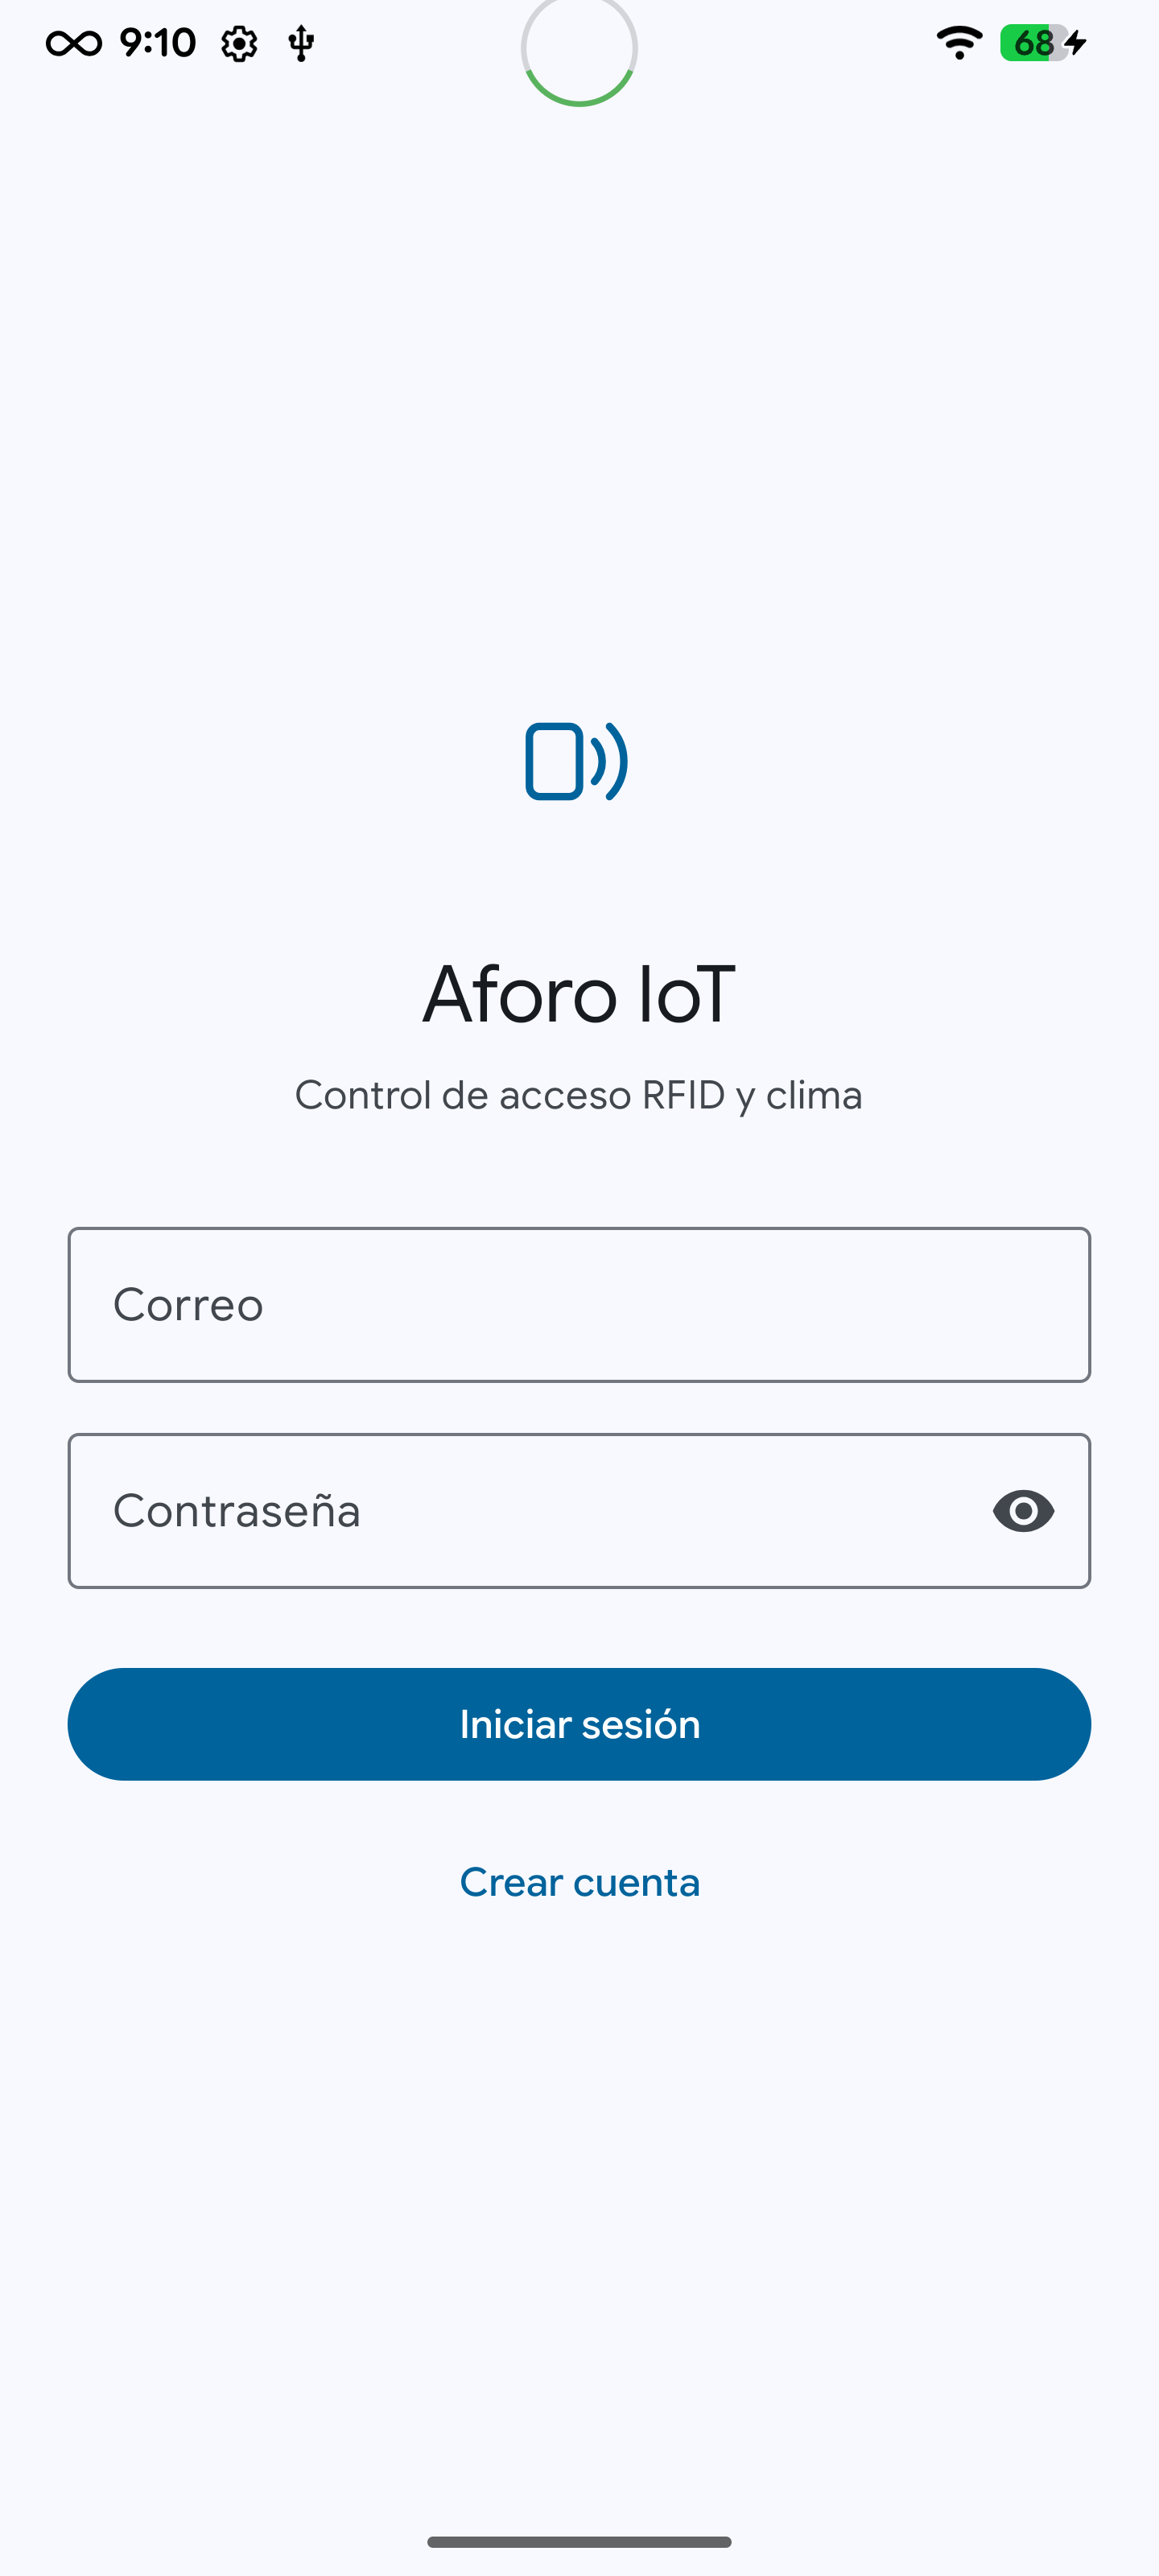 9:10
68
Aforo IoT
Control de acceso RFID y clima
Correo
Contraseña
Iniciar sesión
Crear cuenta